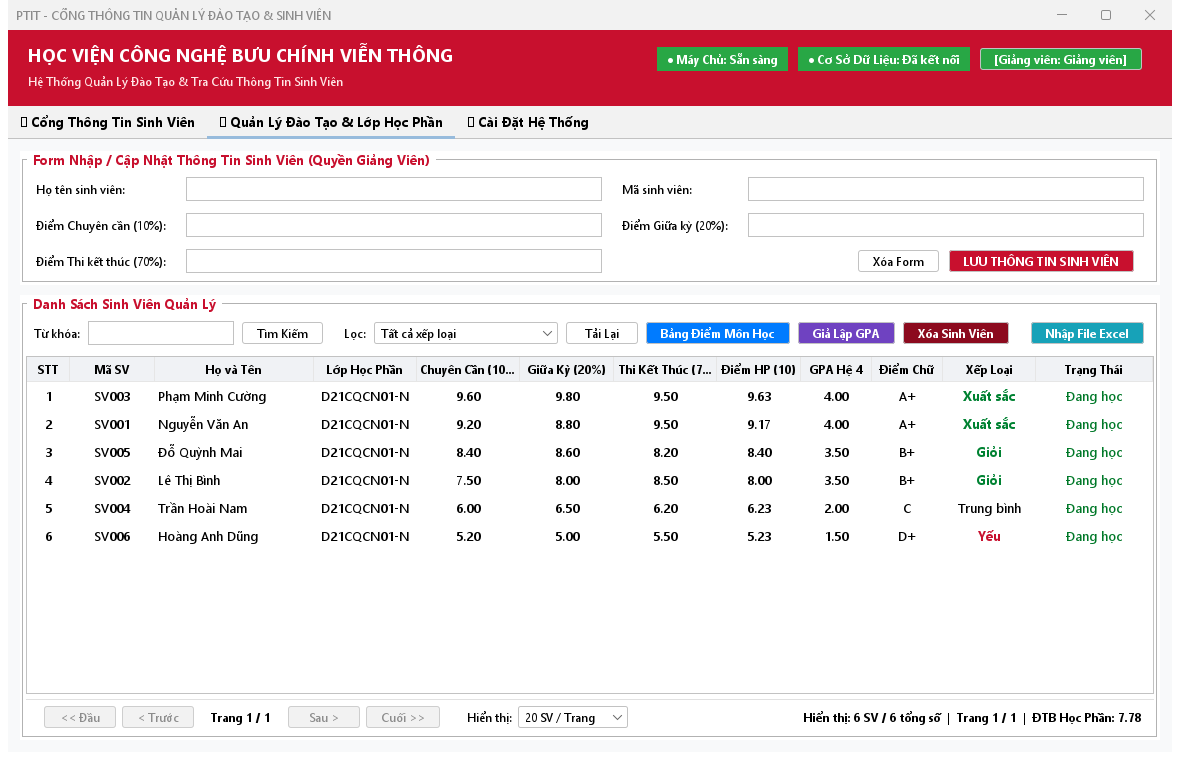 PTIT - CỔNG THÔNG TIN QUẢN LÝ ĐÀO TẠO & SINH VIÊN
HỌC VIỆN CÔNG NGHỆ BƯU CHÍNH VIỄN THÔNG
Hệ Thống Quản Lý Đào Tạo & Tra Cứu Thông Tin Sinh Viên
● Máy Chủ: Sẵn sàng ● Cơ Sở Dữ Liệu: Đã kết nối [Giảng viên: Giảng viên]
Cổng Thông Tin Sinh Viên Quản Lý Đào Tạo & Lớp Học Phần Cài Đặt Hệ Thống
Form Nhập / Cập Nhật Thông Tin Sinh Viên (Quyền Giảng Viên)
Họ tên sinh viên: Mã sinh viên:
Điểm Chuyên cần (10%): Điểm Giữa kỳ (20%):
Điểm Thi kết thúc (70%): Xóa Form LƯU THÔNG TIN SINH VIÊN
Danh Sách Sinh Viên Quản Lý
Từ khóa: Tìm Kiếm Lọc: Tất cả xếp loại Tải Lại Bảng Điểm Môn Học Giả Lập GPA Xóa Sinh Viên Nhập File Excel
STT Mã SV Họ và Tên Lớp Học Phần Chuyên Cần (10... Giữa Kỳ (20%) Thi Kết Thúc (7... Điểm HP (10) GPA Hệ 4 Điểm Chữ Xếp Loại Trạng Thái
1 SV003 Phạm Minh Cường D21CQCN01-N 9.60 9.80 9.50 9.63 4.00 A+ Xuất sắc Đang học
2 SV001 Nguyễn Văn An D21CQCN01-N 9.20 8.80 9.50 9.17 4.00 A+ Xuất sắc Đang học
3 SV005 Đỗ Quỳnh Mai D21CQCN01-N 8.40 8.60 8.20 8.40 3.50 B+ Giỏi Đang học
4 SV002 Lê Thị Bình D21CQCN01-N 7.50 8.00 8.50 8.00 3.50 B+ Giỏi Đang học
5 SV004 Trần Hoài Nam D21CQCN01-N 6.00 6.50 6.20 6.23 2.00 C Trung bình Đang học
6 SV006 Hoàng Anh Dũng D21CQCN01-N 5.20 5.00 5.50 5.23 1.50 D+ Yếu Đang học
<< Đầu < Trước Trang 1 / 1 Sau > Cuối >> Hiển thị: 20 SV / Trang Hiển thị: 6 SV / 6 tổng số | Trang 1 / 1 | ĐTB Học Phần: 7.78